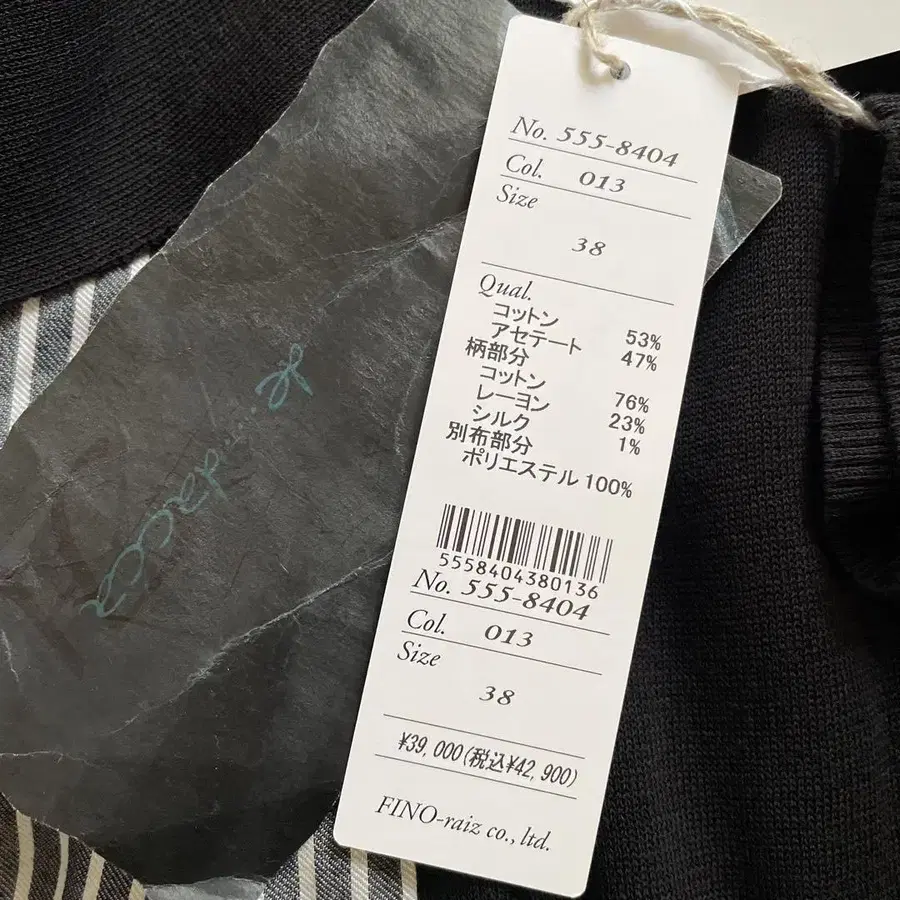 No. 555-8404
Col. 013
Size
38
Qual.
コットン 53%
アセテート 47%
柄部分
コットン 76%
レーヨン 23%
シルク 1%
別布部分
ポリエステル 100%
5558404380136
No. 555-8404
Col. 013
Size
38
¥39,000(税込¥42,900)
FINO-raiz co., ltd.